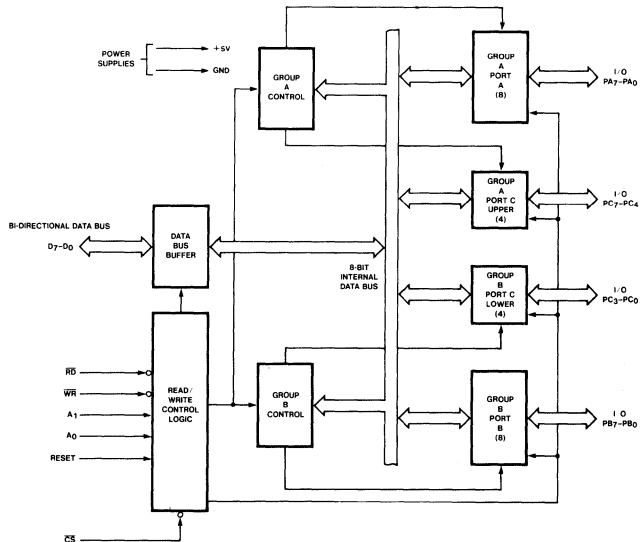 POWER
SUPPLIES
+5V
GND
GROUP
A
CONTROL
GROUP
A
PORT
A
(8)
I/O
PA7-PA0
GROUP
A
PORT C
UPPER
(4)
I/O
PC7-PC4
BI-DIRECTIONAL DATA BUS
D7-D0
DATA
BUS
BUFFER
8-BIT
INTERNAL
DATA BUS
GROUP
B
PORT C
LOWER
(4)
I/O
PC3-PC0
RD
WR
A1
A0
RESET
CS
READ/
WRITE
CONTROL
LOGIC
GROUP
B
CONTROL
GROUP
B
PORT
B
(8)
I/O
PB7-PB0